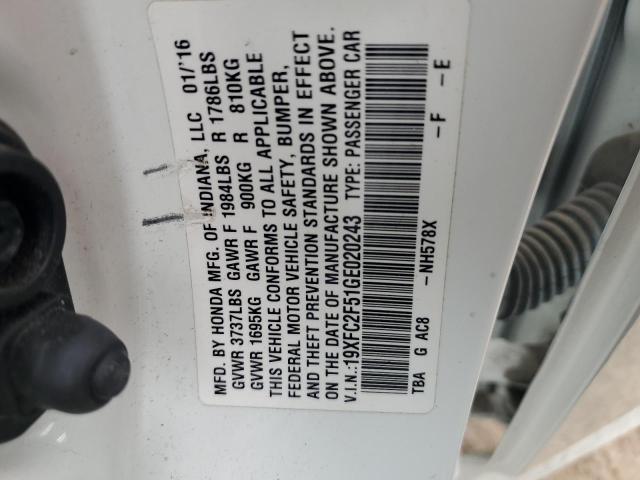 MFD. BY HONDA MFG. OF INDIANA, LLC 01/'16
GVWR 3737LBS GAWR F 1984LBS R 1786LBS
GVWR 1695KG GAWR F 900KG R 810KG
THIS VEHICLE CONFORMS TO ALL APPLICABLE
FEDERAL MOTOR VEHICLE SAFETY, BUMPER,
AND THEFT PREVENTION STANDARDS IN EFFECT
ON THE DATE OF MANUFACTURE SHOWN ABOVE.
V.I.N.:19XFC2F51GE020243 TYPE: PASSENGER CAR
TBA G AC8 -NH578X -F -E